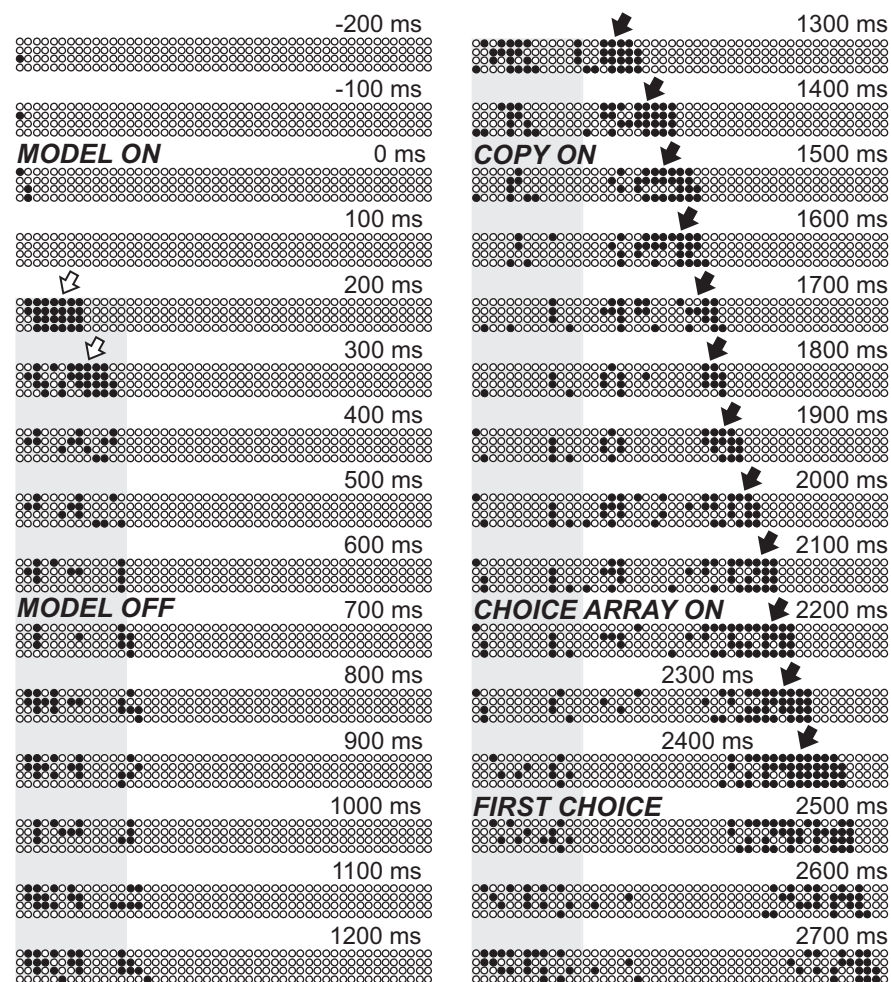 -200 ms
-100 ms
MODEL ON 0 ms
100 ms
200 ms
300 ms
400 ms
500 ms
600 ms
MODEL OFF 700 ms
800 ms
900 ms
1000 ms
1100 ms
1200 ms
1300 ms
1400 ms
COPY ON 1500 ms
1600 ms
1700 ms
1800 ms
1900 ms
2000 ms
2100 ms
CHOICE ARRAY ON 2200 ms
2300 ms
2400 ms
FIRST CHOICE 2500 ms
2600 ms
2700 ms